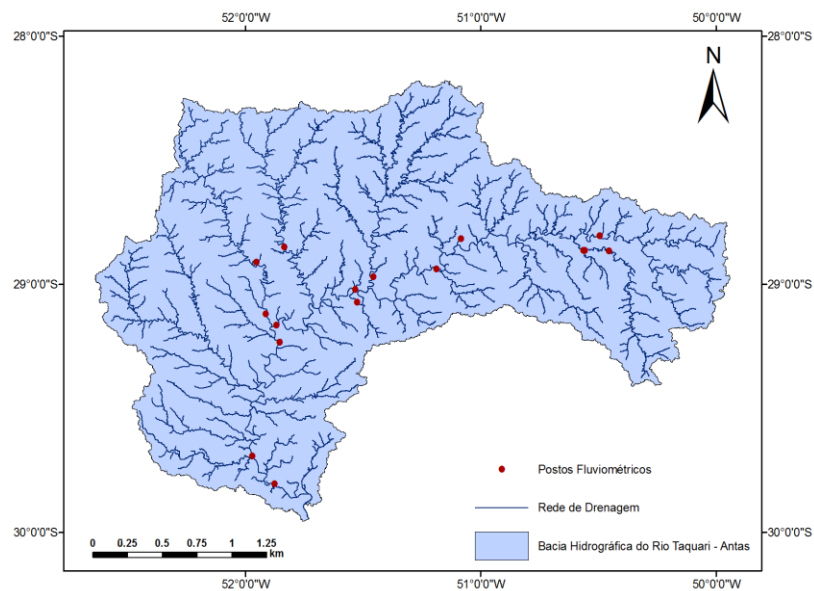 52°0'0"W 51°0'0"W 50°0'0"W
28°0'0"S 28°0'0"S
N
29°0'0"S 29°0'0"S
Postos Fluviométricos
Rede de Drenagem
Bacia Hidrográfica do Rio Taquari - Antas
0 0.25 0.5 0.75 1 1.25
km
30°0'0"S 30°0'0"S
52°0'0"W 51°0'0"W 50°0'0"W